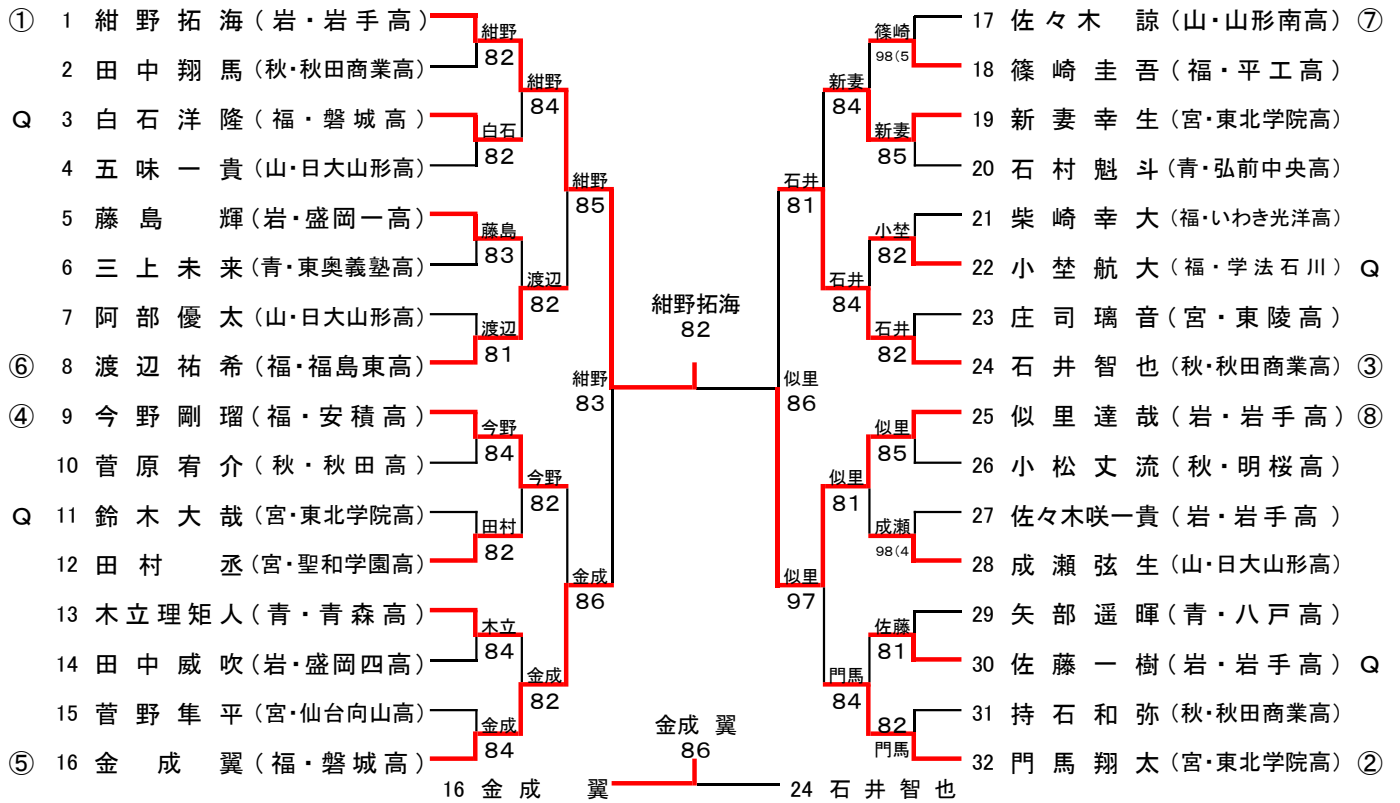 ① 1 紺野拓海 (岩・岩手高)
2 田中翔馬 (秋・秋田商業高)
Q 3 白石洋隆 (福・磐城高)
4 五味一貴 (山・日大山形高)
5 藤島 輝 (岩・盛岡一高)
6 三上未来 (青・東奥義塾高)
7 阿部優太 (山・日大山形高)
⑥ 8 渡辺祐希 (福・福島東高)
④ 9 今野剛瑠 (福・安積高)
10 菅原宥介 (秋・秋田高)
Q 11 鈴木大哉 (宮・東北学院高)
12 田村 丞 (宮・聖和学園高)
13 木立理矩人 (青・青森高)
14 田中威吹 (岩・盛岡四高)
15 菅野隼平 (宮・仙台向山高)
⑤ 16 金成 翼 (福・磐城高)
紺野
82
白石
82
藤島
83
渡辺
81
今野
84
田村
82
木立
84
金成
84
紺野
84
渡辺
82
今野
82
金成
82
紺野
85
金成
86
紺野
83
紺野拓海
82
似里
86
石井
81
似里
97
新妻
84
石井
84
似里
81
門馬
84
篠崎
98(5
新妻
85
小埜
82
石井
82
似里
85
成瀬
98(4
佐藤
81
82
門馬
17 佐々木 諒 (山・山形南高) ⑦
18 篠崎圭吾 (福・平工高)
19 新妻幸生 (宮・東北学院高)
20 石村魁斗 (青・弘前中央高)
21 柴崎幸大 (福・いわき光洋高)
22 小埜航大 (福・学法石川) Q
23 庄司璃音 (宮・東陵高)
24 石井智也 (秋・秋田商業高) ③
25 似里達哉 (岩・岩手高) ⑧
26 小松丈流 (秋・明桜高)
27 佐々木咲一貴 (岩・岩手高)
28 成瀬弦生 (山・日大山形高)
29 矢部遥暉 (青・八戸高)
30 佐藤一樹 (岩・岩手高) Q
31 持石和弥 (秋・秋田商業高)
32 門馬翔太 (宮・東北学院高) ②
金成 翼
86
16 金成 翼
24 石井智也